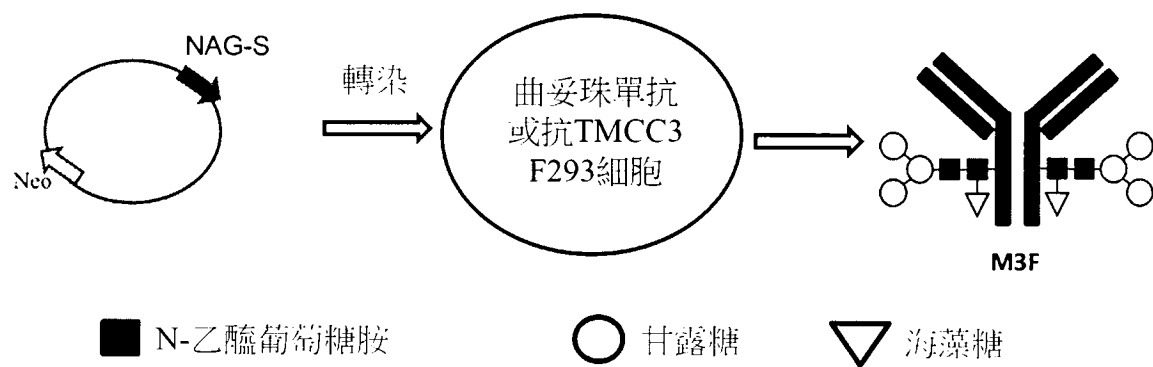 NAG-S
Neo
轉染
曲妥珠單抗
或抗TMCC3
F293細胞
M3F
N-乙醯葡萄糖胺
甘露糖
海藻糖